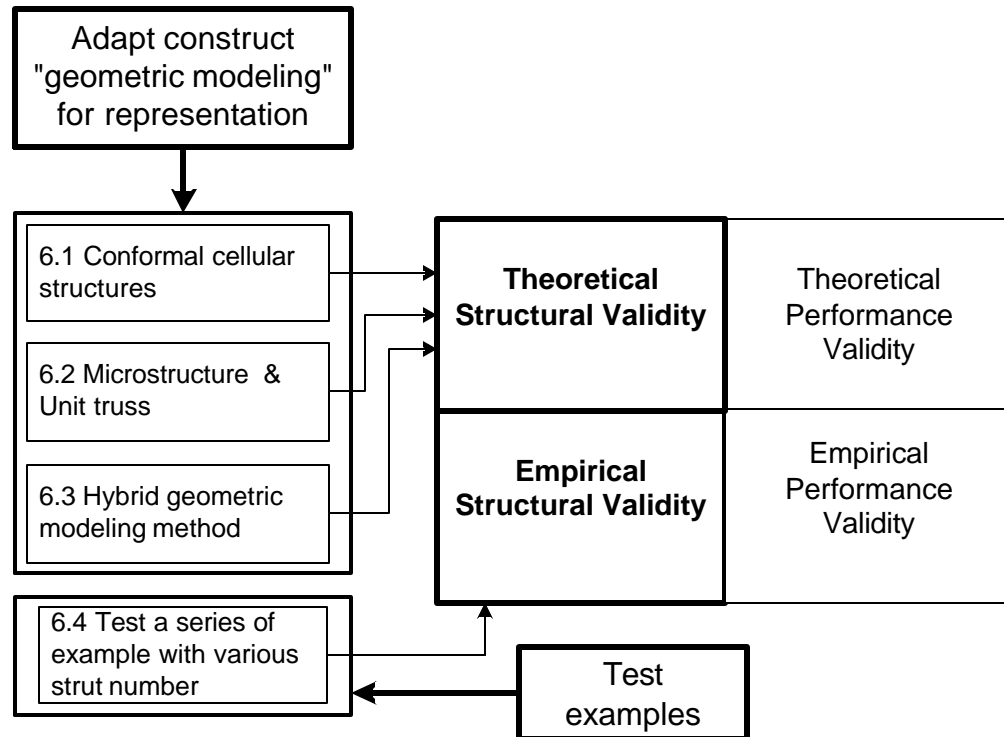 Adapt construct
"geometric modeling"
for representation
6.1 Conformal cellular
structures
6.2 Microstructure &
Unit truss
6.3 Hybrid geometric
modeling method
6.4 Test a series of
example with various
strut number
Theoretical
Structural Validity
Theoretical
Performance
Validity
Empirical
Structural Validity
Empirical
Performance
Validity
Test
examples